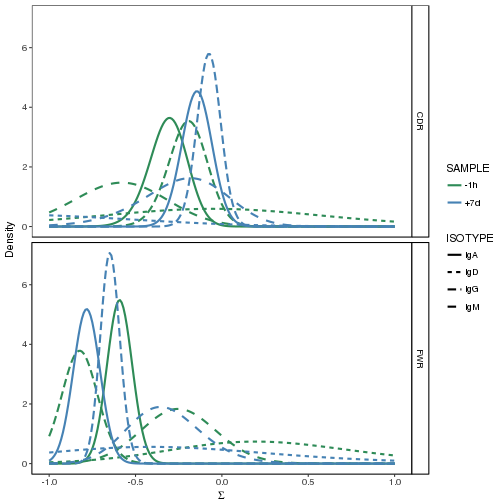 6
4
2
0
CDR
6
4
2
0
FWR
-1.0 -0.5 0.0 0.5 1.0
Σ
Density
SAMPLE
-1h
+7d
ISOTYPE
IgA
IgD
IgG
IgM